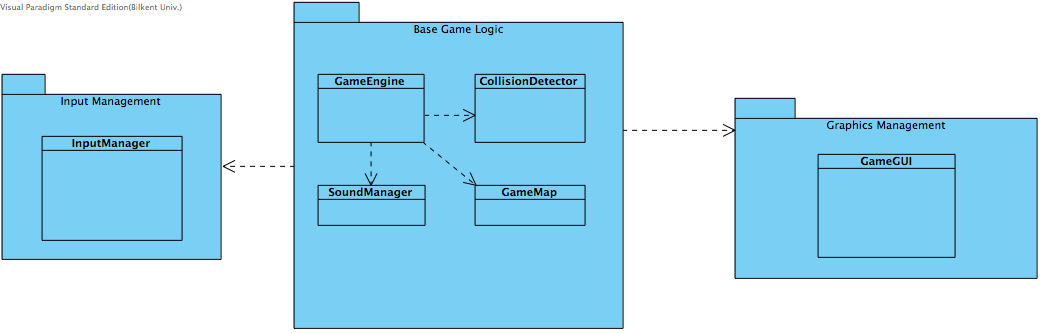 Visual Paradigm Standard Edition(Bilkent Univ.)
Base Game Logic
GameEngine
CollisionDetector
SoundManager
GameMap
Input Management
InputManager
Graphics Management
GameGUI